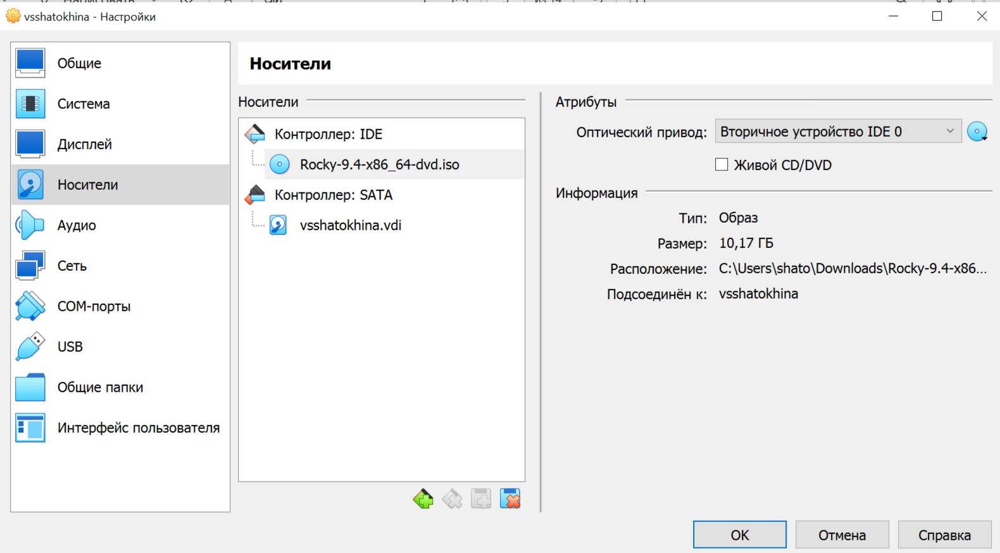 vsshatokhina - Настройки
Общие
Система
Дисплей
Носители
Аудио
Сеть
COM-порты
USB
Общие папки
Интерфейс пользователя
Носители
Носители
Контроллер: IDE
Rocky-9.4-x86_64-dvd.iso
Контроллер: SATA
vsshatokhina.vdi
Атрибуты
Оптический привод: Вторичное устройство IDE 0
Живой CD/DVD
Информация
Тип: Образ
Размер: 10,17 ГБ
Расположение: C:\Users\shato\Downloads\Rocky-9.4-x86...
Подсоединён к: vsshatokhina
OK Отмена Справка